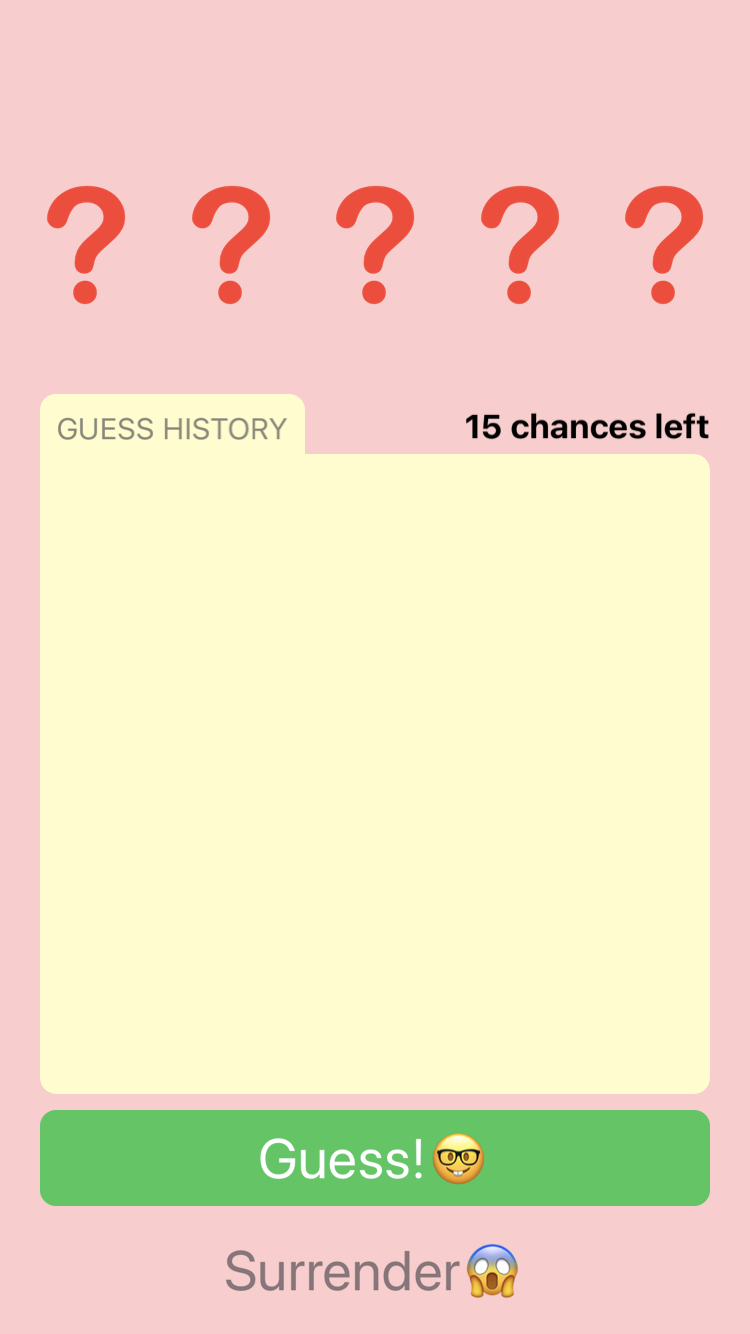 ❓ ❓ ❓ ❓ ❓
GUESS HISTORY
15 chances left
Guess!🤓
Surrender😱